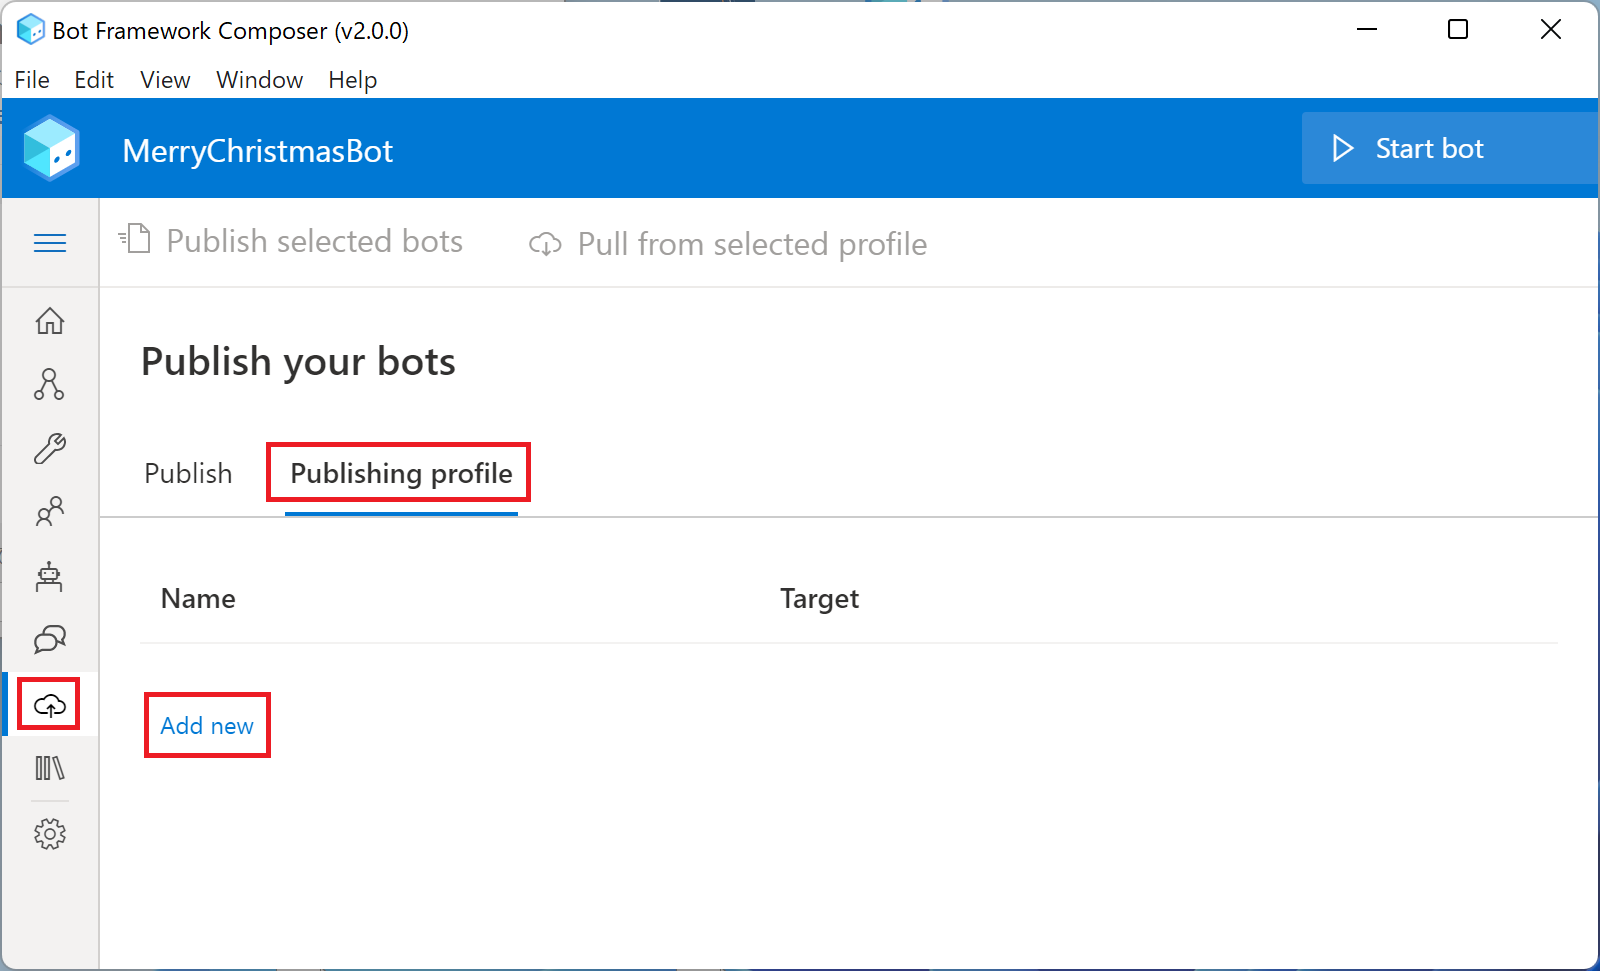 Bot Framework Composer (v2.0.0)
File Edit View Window Help
MerryChristmasBot
Start bot
Publish selected bots
Pull from selected profile
Publish your bots
Publish
Publishing profile
Name
Target
Add new